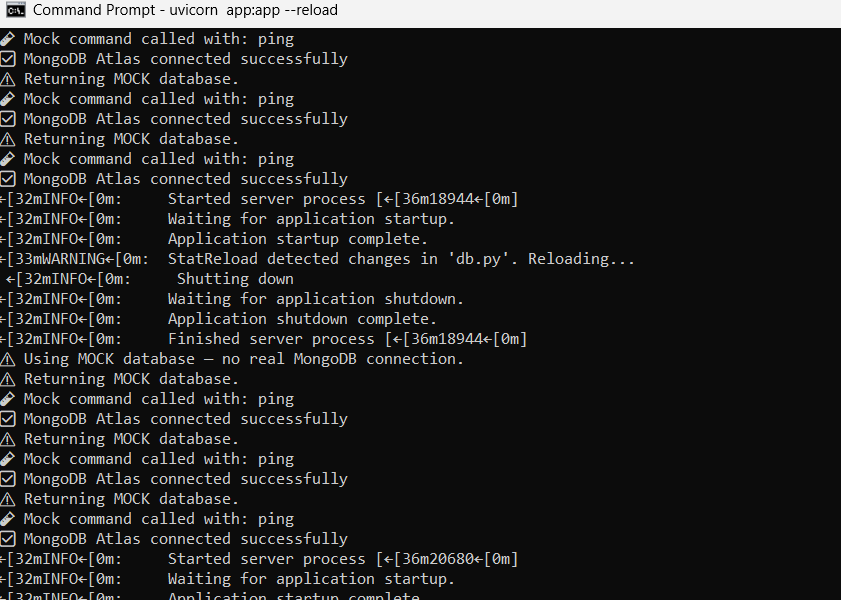 Command Prompt - uvicorn app:app --reload
🧪 Mock command called with: ping
☑ MongoDB Atlas connected successfully
⚠ Returning MOCK database.
🧪 Mock command called with: ping
☑ MongoDB Atlas connected successfully
⚠ Returning MOCK database.
🧪 Mock command called with: ping
☑ MongoDB Atlas connected successfully
←[32mINFO←[0m:     Started server process [←[36m18944←[0m]
←[32mINFO←[0m:     Waiting for application startup.
←[32mINFO←[0m:     Application startup complete.
←[33mWARNING←[0m:  StatReload detected changes in 'db.py'. Reloading...
←[32mINFO←[0m:     Shutting down
←[32mINFO←[0m:     Waiting for application shutdown.
←[32mINFO←[0m:     Application shutdown complete.
←[32mINFO←[0m:     Finished server process [←[36m18944←[0m]
⚠ Using MOCK database — no real MongoDB connection.
⚠ Returning MOCK database.
🧪 Mock command called with: ping
☑ MongoDB Atlas connected successfully
⚠ Returning MOCK database.
🧪 Mock command called with: ping
☑ MongoDB Atlas connected successfully
⚠ Returning MOCK database.
🧪 Mock command called with: ping
☑ MongoDB Atlas connected successfully
←[32mINFO←[0m:     Started server process [←[36m20680←[0m]
←[32mINFO←[0m:     Waiting for application startup.
←[32mINFO←[0m:     Application startup complete.